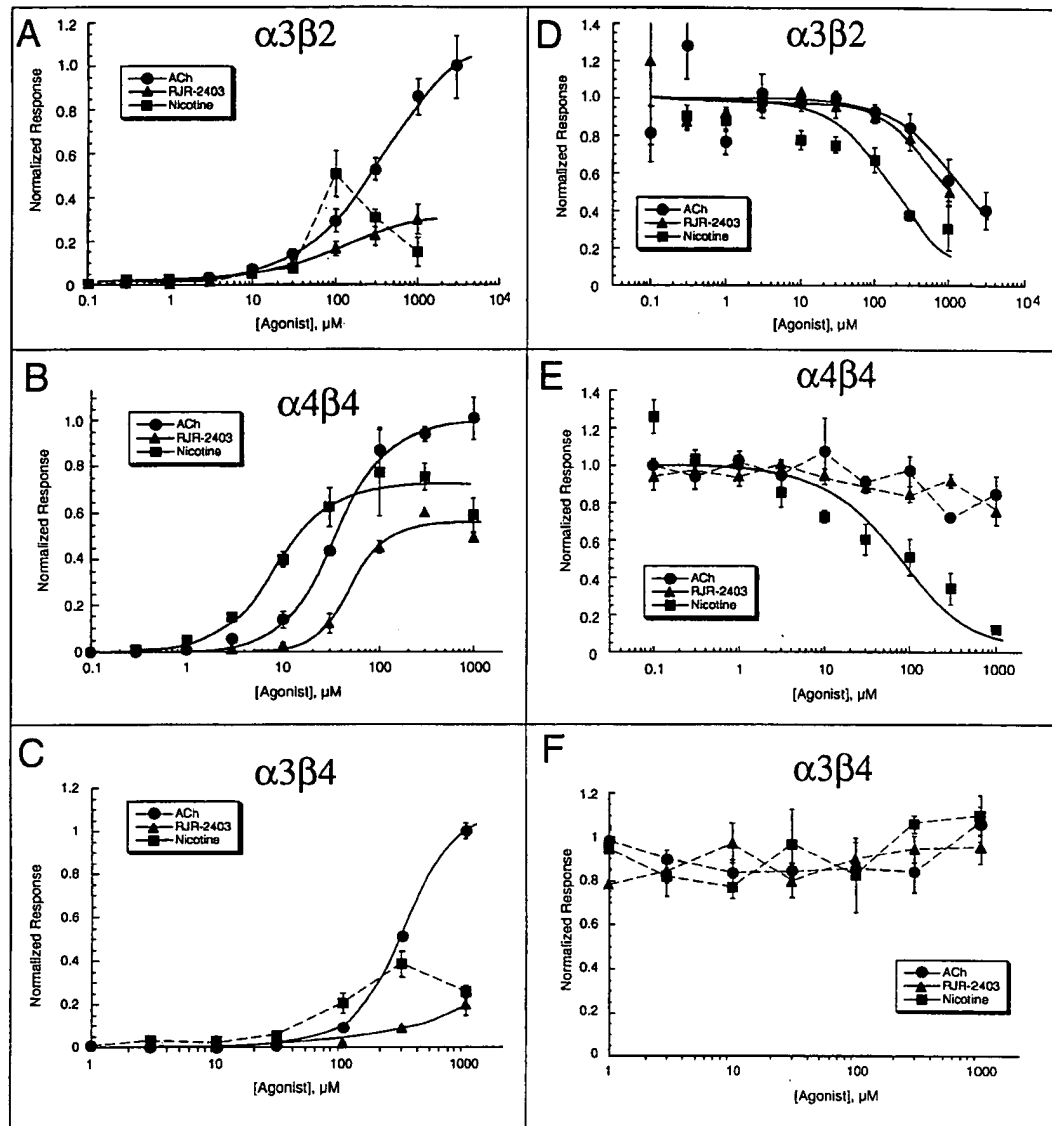 A
α3β2
1.2
1.0
0.8
0.6
0.4
0.2
0
Normalized Response
ACh
RJR-2403
Nicotine
0.1
1
10
100
1000
10⁴
[Agonist], µM
D
α3β2
1.4
1.2
1.0
0.8
0.6
0.4
0.2
0
Normalized Response
ACh
RJR-2403
Nicotine
0.1
1
10
100
1000
10⁴
[Agonist], µM
B
α4β4
1.0
0.8
0.6
0.4
0.2
0
Normalized Response
ACh
RJR-2403
Nicotine
0.1
1
10
100
1000
[Agonist], µM
E
α4β4
1.4
1.2
1.0
0.8
0.6
0.4
0.2
0
Normalized Response
ACh
RJR-2403
Nicotine
0.1
1
10
100
1000
[Agonist], µM
C
α3β4
1.2
1
0.8
0.6
0.4
0.2
0
Normalized Response
ACh
RJR-2403
Nicotine
1
10
100
1000
[Agonist], µM
F
α3β4
1.2
1
0.8
0.6
0.4
0.2
0
Normalized Response
ACh
RJR-2403
Nicotine
1
10
100
1000
[Agonist], µM